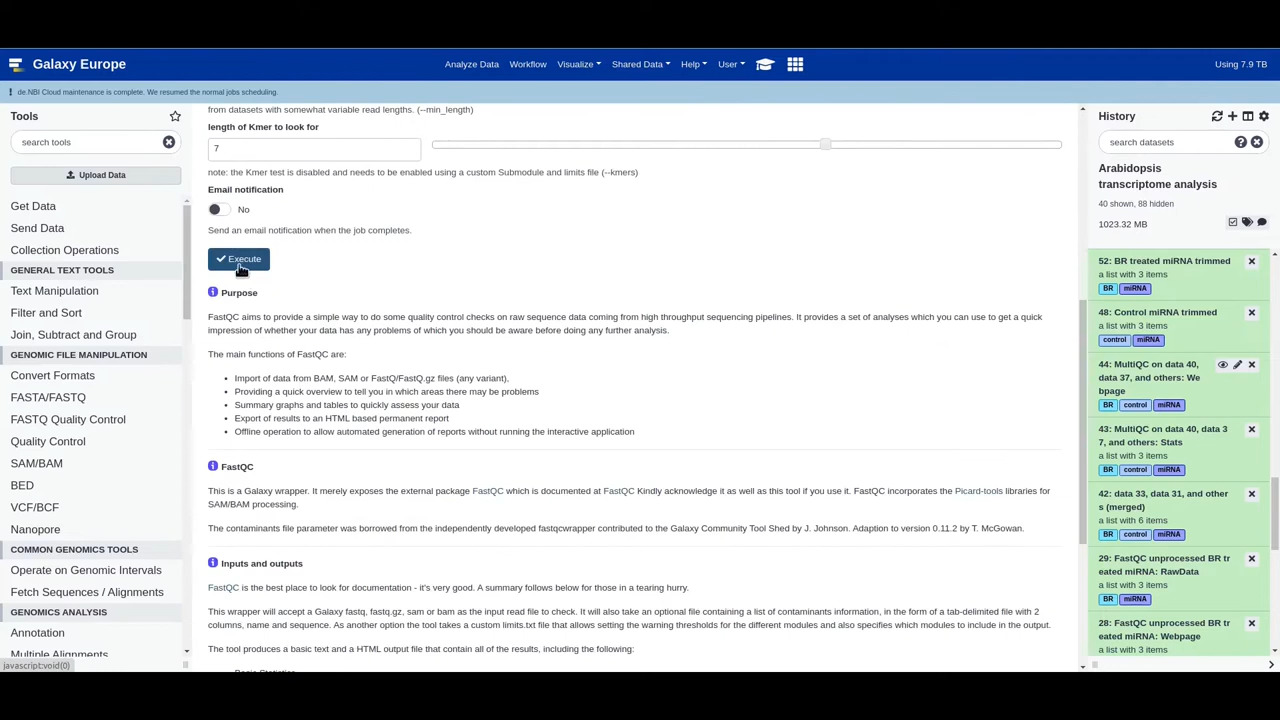 Galaxy Europe
Analyze Data Workflow Visualize Shared Data Help User
Using 7.9 TB
de.NBI Cloud maintenance is complete. We resumed the normal jobs scheduling.
Tools
search tools
Upload Data
Get Data
Send Data
Collection Operations
GENERAL TEXT TOOLS
Text Manipulation
Filter and Sort
Join, Subtract and Group
GENOMIC FILE MANIPULATION
Convert Formats
FASTA/FASTQ
FASTQ Quality Control
Quality Control
SAM/BAM
BED
VCF/BCF
Nanopore
COMMON GENOMICS TOOLS
Operate on Genomic Intervals
Fetch Sequences / Alignments
GENOMICS ANALYSIS
Annotation
Multiple Alignments
javascript:void(0)
from datasets with somewhat variable read lengths. (--min_length)
length of Kmer to look for
7
note: the Kmer test is disabled and needs to be enabled using a custom Submodule and limits file (--kmers)
Email notification
No
Send an email notification when the job completes.
Execute
Purpose
FastQC aims to provide a simple way to do some quality control checks on raw sequence data coming from high throughput sequencing pipelines. It provides a set of analyses which you can use to get a quick
impression of whether your data has any problems of which you should be aware before doing any further analysis.
The main functions of FastQC are:
• Import of data from BAM, SAM or FastQ/FastQ.gz files (any variant),
• Providing a quick overview to tell you in which areas there may be problems
• Summary graphs and tables to quickly assess your data
• Export of results to an HTML based permanent report
• Offline operation to allow automated generation of reports without running the interactive application
FastQC
This is a Galaxy wrapper. It merely exposes the external package FastQC which is documented at FastQC Kindly acknowledge it as well as this tool if you use it. FastQC incorporates the Picard-tools libraries for
SAM/BAM processing.
The contaminants file parameter was borrowed from the independently developed fastqcwrapper contributed to the Galaxy Community Tool Shed by J. Johnson. Adaption to version 0.11.2 by T. McGowan.
Inputs and outputs
FastQC is the best place to look for documentation - it's very good. A summary follows below for those in a tearing hurry.
This wrapper will accept a Galaxy fastq, fastq.gz, sam or bam as the input read file to check. It will also take an optional file containing a list of contaminants information, in the form of a tab-delimited file with 2
columns, name and sequence. As another option the tool takes a custom limits.txt file that allows setting the warning thresholds for the different modules and also specifies which modules to include in the output.
The tool produces a basic text and a HTML output file that contain all of the results, including the following:
History
search datasets
Arabidopsis
transcriptome analysis
40 shown, 88 hidden
1023.32 MB
52: BR treated miRNA trimmed
a list with 3 items
BR miRNA
48: Control miRNA trimmed
a list with 3 items
control miRNA
44: MultiQC on data 40,
data 37, and others: We
bpage
BR control miRNA
43: MultiQC on data 40, data 3
7, and others: Stats
a list with 3 items
BR control miRNA
42: data 33, data 31, and other
s (merged)
a list with 6 items
BR control miRNA
29: FastQC unprocessed BR tr
eated miRNA: RawData
a list with 3 items
BR miRNA
28: FastQC unprocessed BR tr
eated miRNA: Webpage
a list with 3 items